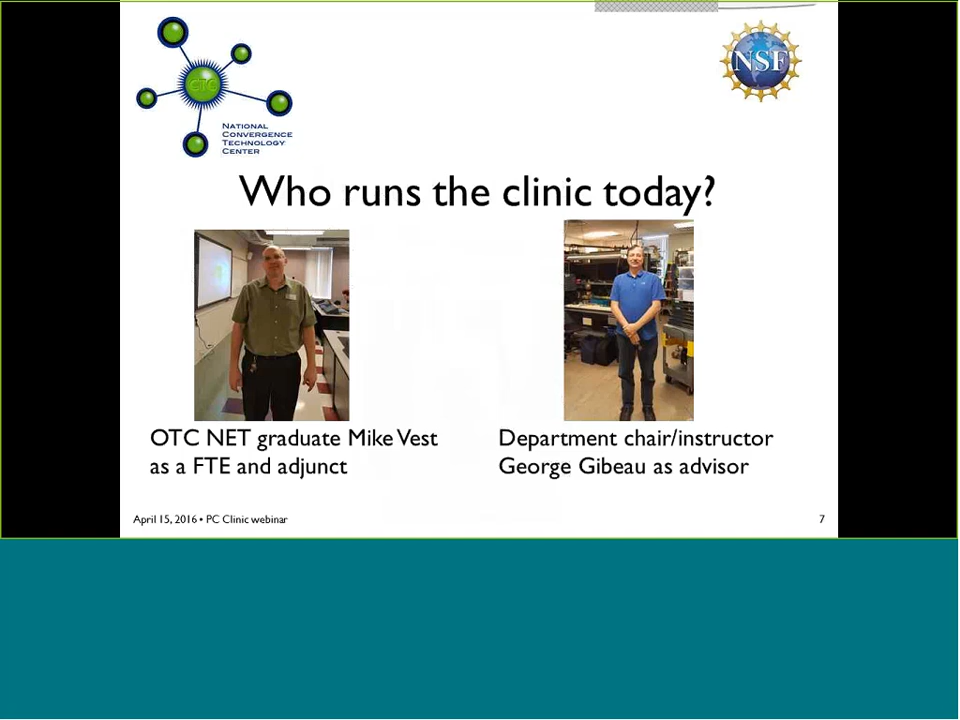 CTC
NSF
NATIONAL
CONVERGENCE
TECHNOLOGY
CENTER
Who runs the clinic today?
OTC NET graduate Mike Vest
as a FTE and adjunct
Department chair/instructor
George Gibeau as advisor
April 15, 2016 • PC Clinic webinar
7